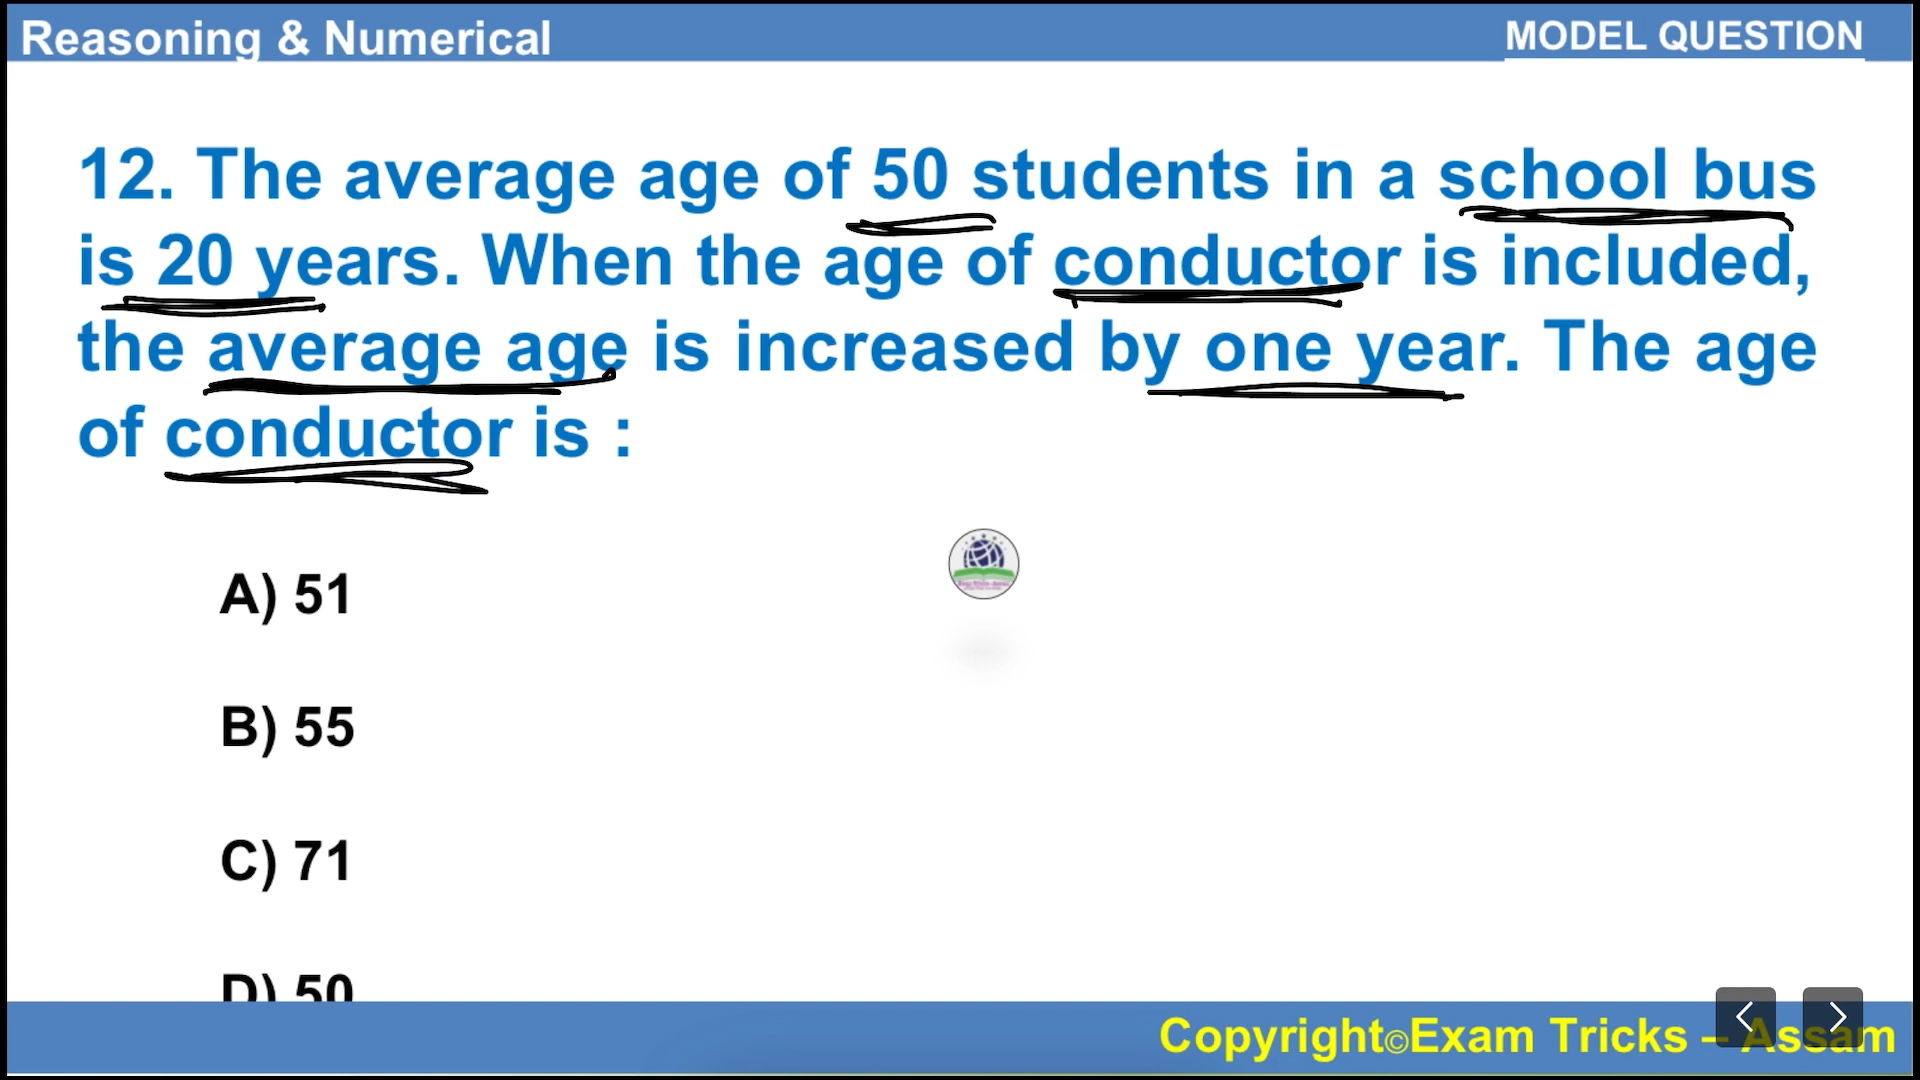 Reasoning & Numerical
MODEL QUESTION
12. The average age of 50 students in a school bus
is 20 years. When the age of conductor is included,
the average age is increased by one year. The age
of conductor is :
A) 51
B) 55
C) 71
D) 50
Copyright©Exam Tricks – Assam